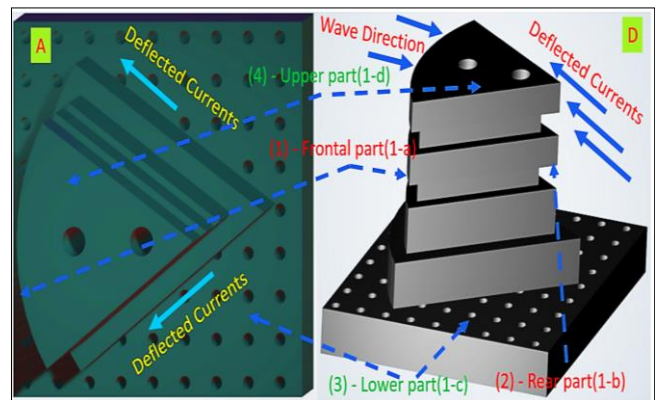 A
Deflected Currents
(4) - Upper part(1-d)
(1) - Frontal part(1-a)
Deflected Currents
(3) - Lower part(1-c)
Wave Direction
D
Deflected Currents
(2) - Rear part(1-b)